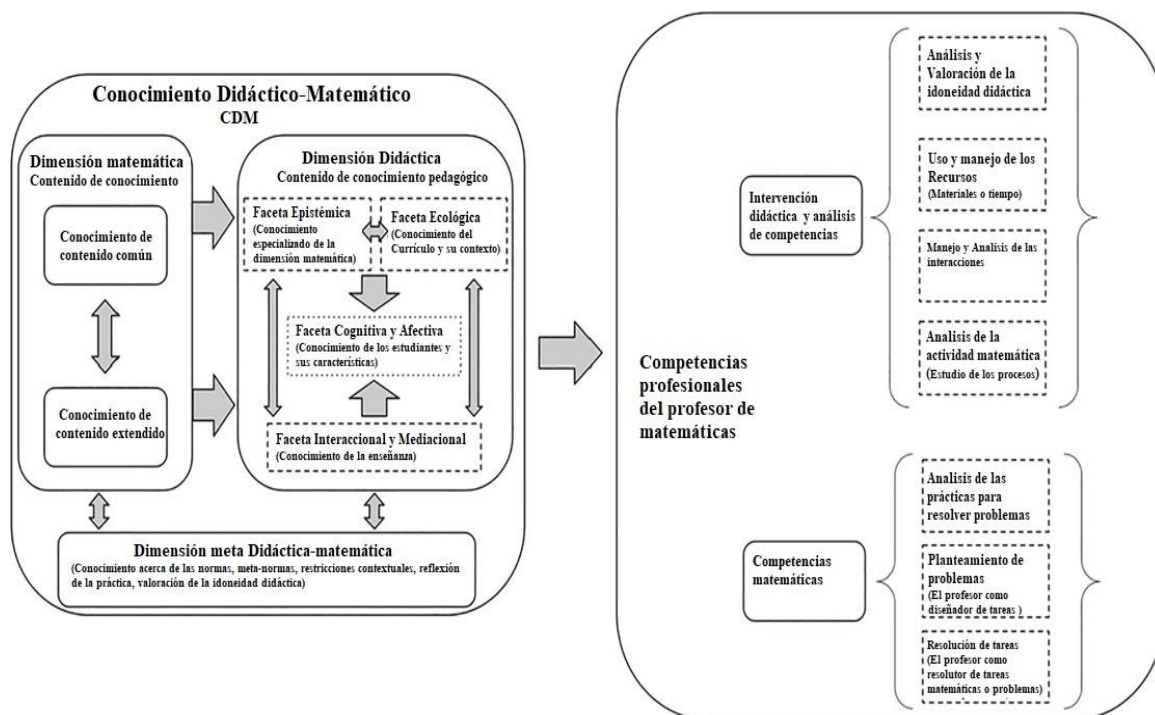 Conocimiento Didáctico-Matemático
CDM
Dimensión matemática
Contenido de conocimiento
Conocimiento de
contenido común
Conocimiento de
contenido extendido
Dimensión Didáctica
Contenido de conocimiento pedagógico
Faceta Epistémica
(Conocimiento
especializado de la
dimensión matemática)
Faceta Ecológica
(Conocimiento del
Currículo y su contexto)
Faceta Cognitiva y Afectiva
(Conocimiento de los estudiantes y
sus características)
Faceta Interaccional y Mediacional
(Conocimiento de la enseñanza)
Dimensión meta Didáctica-matemática
(Conocimiento acerca de las normas, meta-normas, restricciones contextuales, reflexión
de la práctica, valoración de la idoneidad didáctica)
Competencias
profesionales
del profesor de
matemáticas
Intervención
didáctica y análisis
de competencias
Análisis y
Valoración de la
idoneidad didáctica
Uso y manejo de los
Recursos
(Materiales o tiempo)
Manejo y Analisis de las
interacciones
Analisis de la
actividad matemática
(Estudio de los procesos)
Competencias
matemáticas
Analisis de las
prácticas para
resolver problemas
Planteamiento de
problemas
(El profesor como
diseñador de tareas )
Resolución de tareas
(El profesor como
resolutor de tareas
matemáticas o problemas)